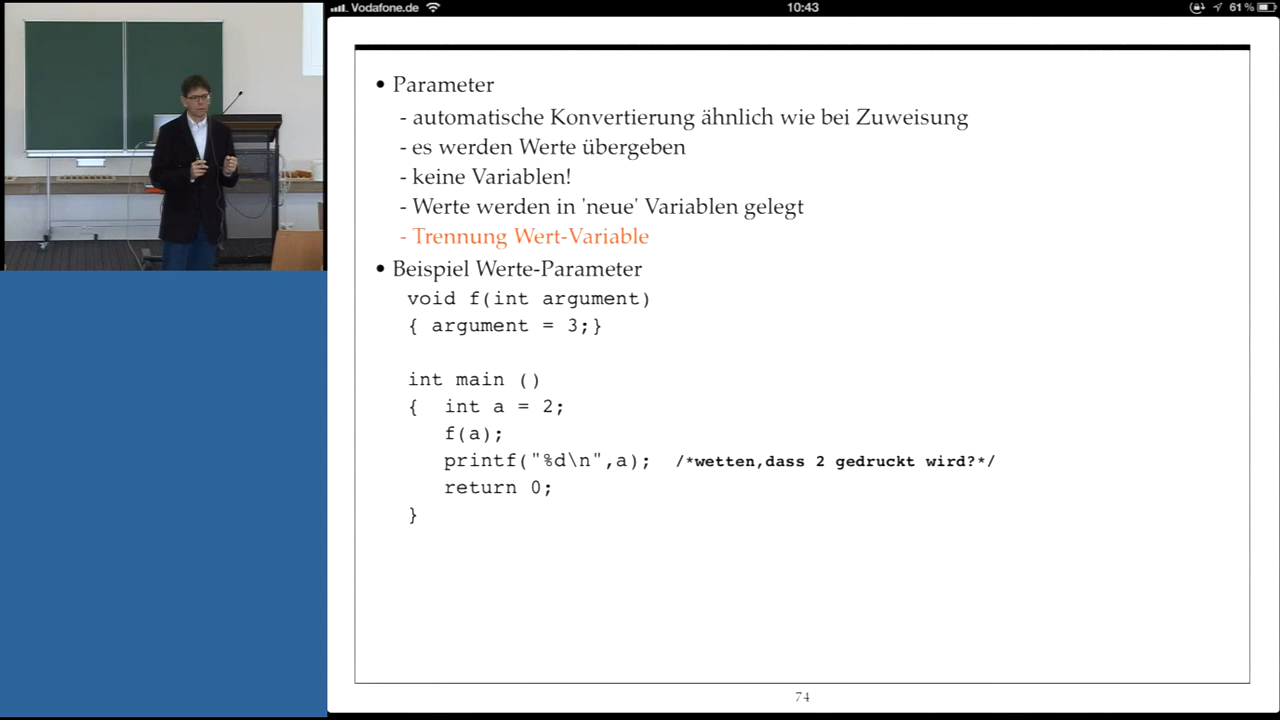 Vodafone.de 10:43 61 %
• Parameter
- automatische Konvertierung ähnlich wie bei Zuweisung
- es werden Werte übergeben
- keine Variablen!
- Werte werden in 'neue' Variablen gelegt
- Trennung Wert-Variable
• Beispiel Werte-Parameter
void f(int argument)
{ argument = 3;}
int main ()
{ int a = 2;
f(a);
printf("%d\n",a); /*wetten,dass 2 gedruckt wird?*/
return 0;
}
74